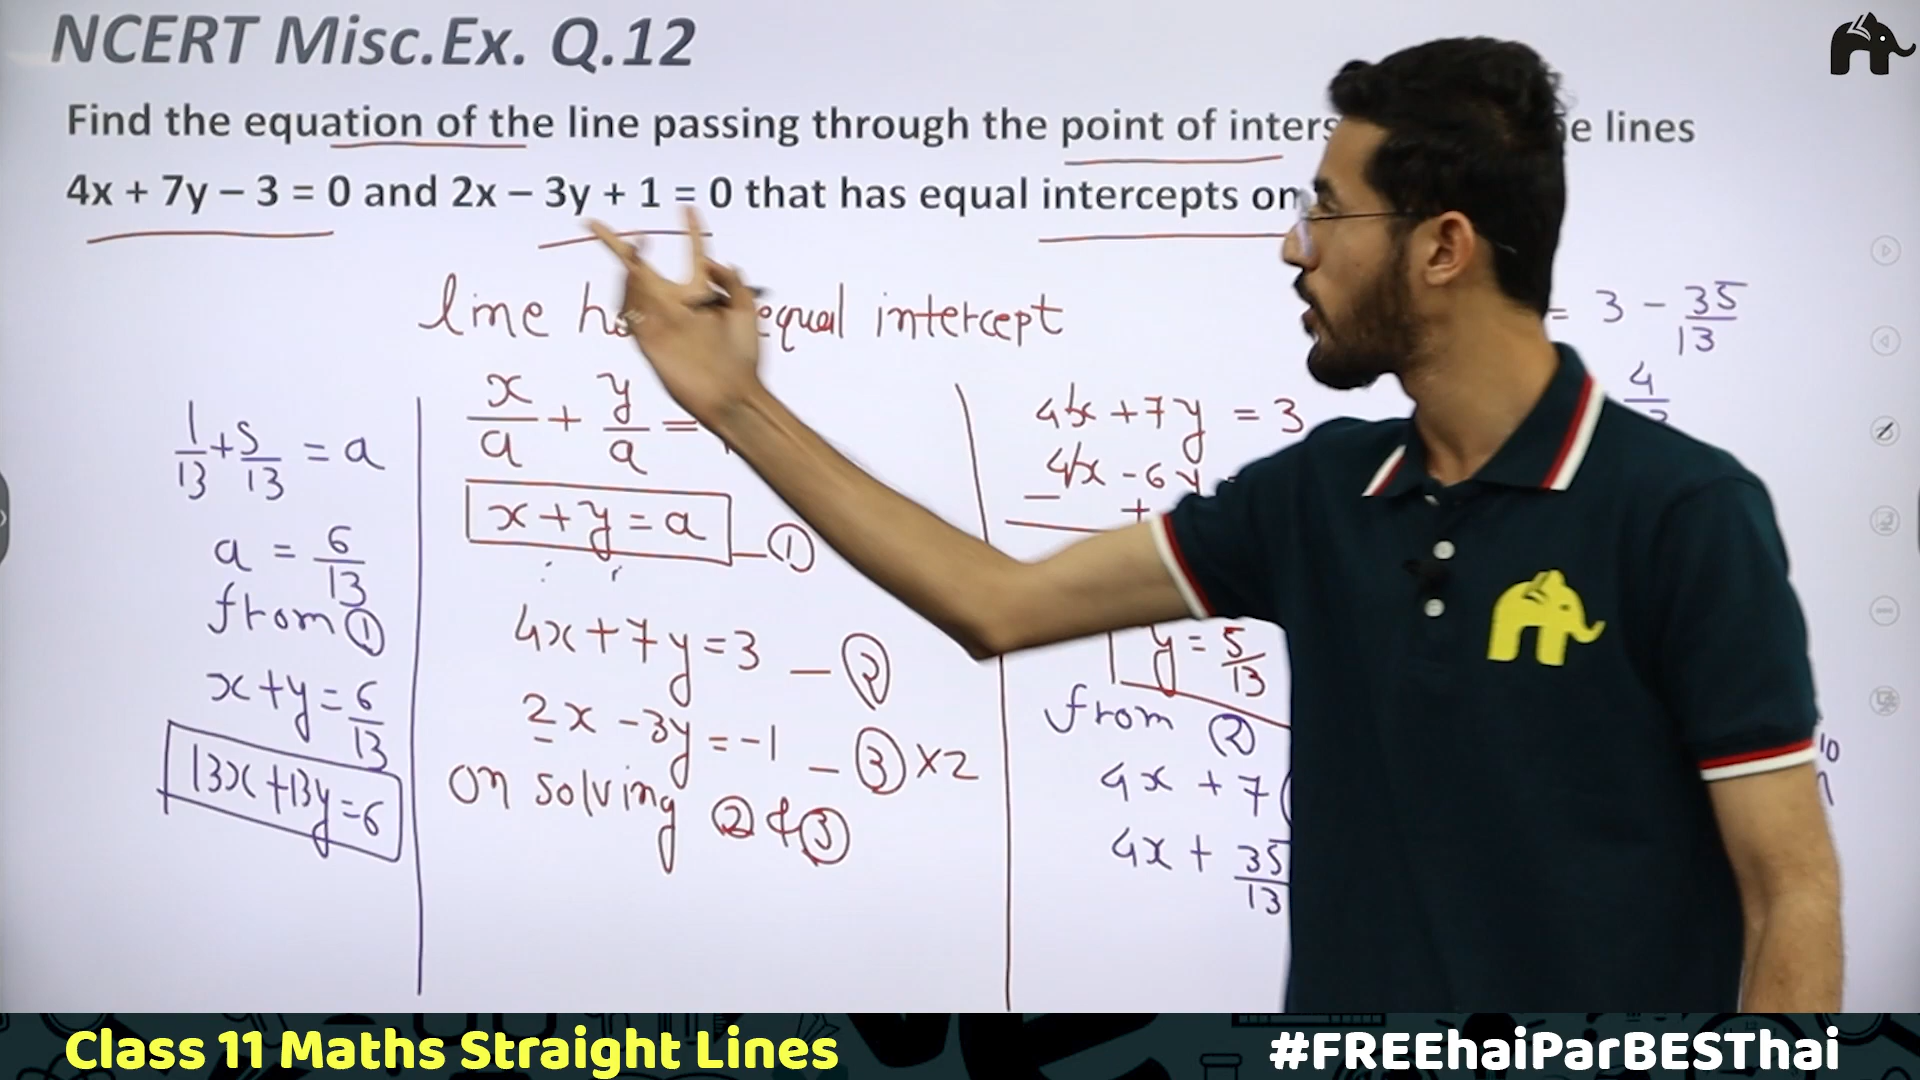 NCERT Misc.Ex. Q.12
Find the equation of the line passing through the point of inters e lines
4x + 7y – 3 = 0 and 2x – 3y + 1 = 0 that has equal intercepts on
line equal intercept
1/13 + 5/13 = a
a = 6/13
from ①
x + y = 6/13
13x + 13y = 6
x/a + y/a =
x + y = a — ①
4x + 7y = 3 — ②
2x - 3y = -1 — ③ × 2
on solving ② & ③
4x + 7y = 3
4x - 6y
— +
y = 5/13
from ②
4x + 7(
4x + 35/13
= 3 - 35/13
4
10
Class 11 Maths Straight Lines
#FREEhaiParBESThai